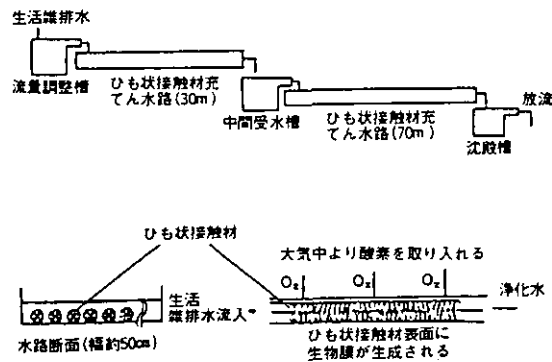 生活雑排水
流量調整槽
ひも状接触材充
てん水路(30m)
中間受水槽
ひも状接触材充
てん水路(70m)
放流
沈殿槽
ひも状接触材
大気中より酸素を取り入れる
O₂
O₂
O₂
生活
雑排水流入
浄化水
水路断面(幅約50cm)
ひも状接触材表面に
生物膜が生成される